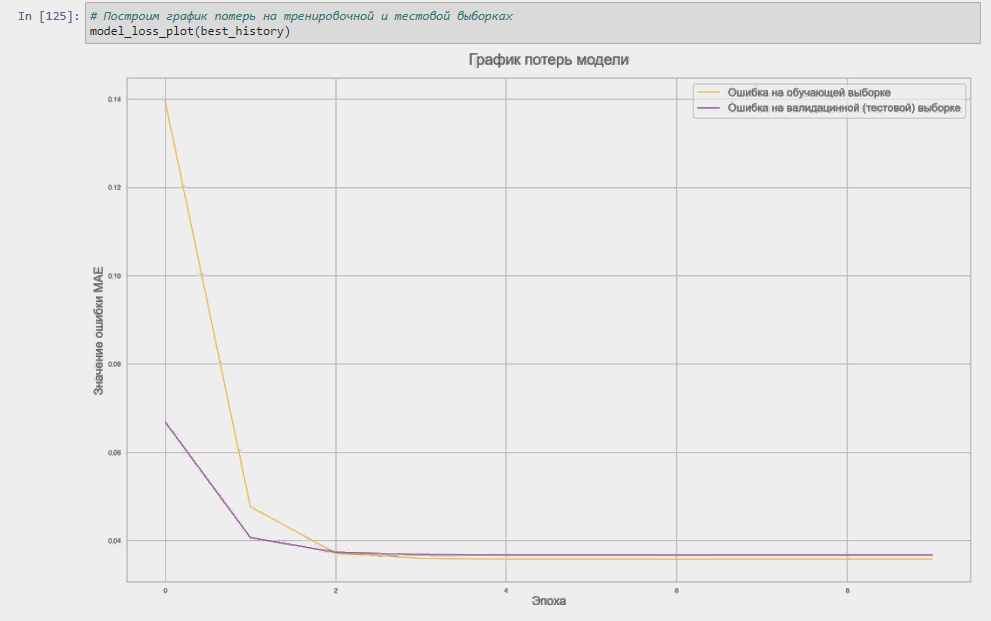 In [125]:
# Построим график потерь на тренировочной и тестовой выборках
model_loss_plot(best_history)
График потерь модели
Ошибка на обучающей выборке
Ошибка на валидацинной (тестовой) выборке
Значение ошибки MAE
0.14
0.12
0.10
0.08
0.06
0.04
0 2 4 6 8
Эпоха